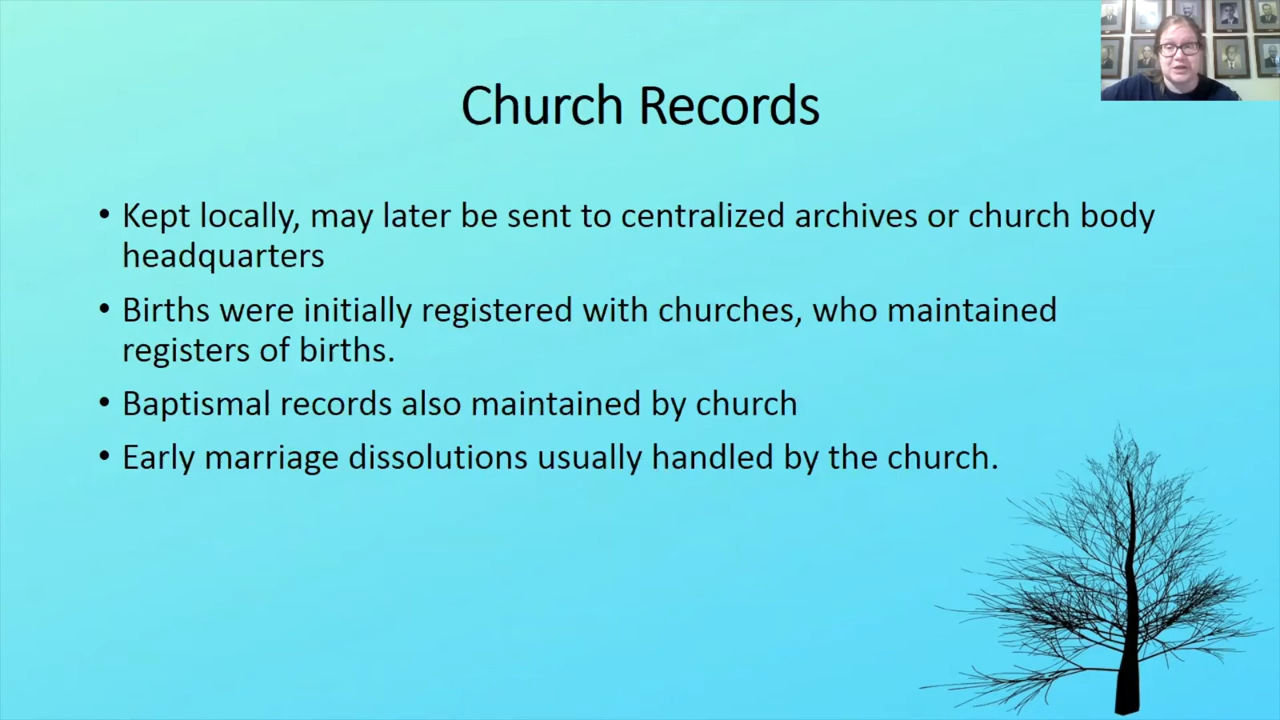 Church Records
• Kept locally, may later be sent to centralized archives or church body
headquarters
• Births were initially registered with churches, who maintained
registers of births.
• Baptismal records also maintained by church
• Early marriage dissolutions usually handled by the church.